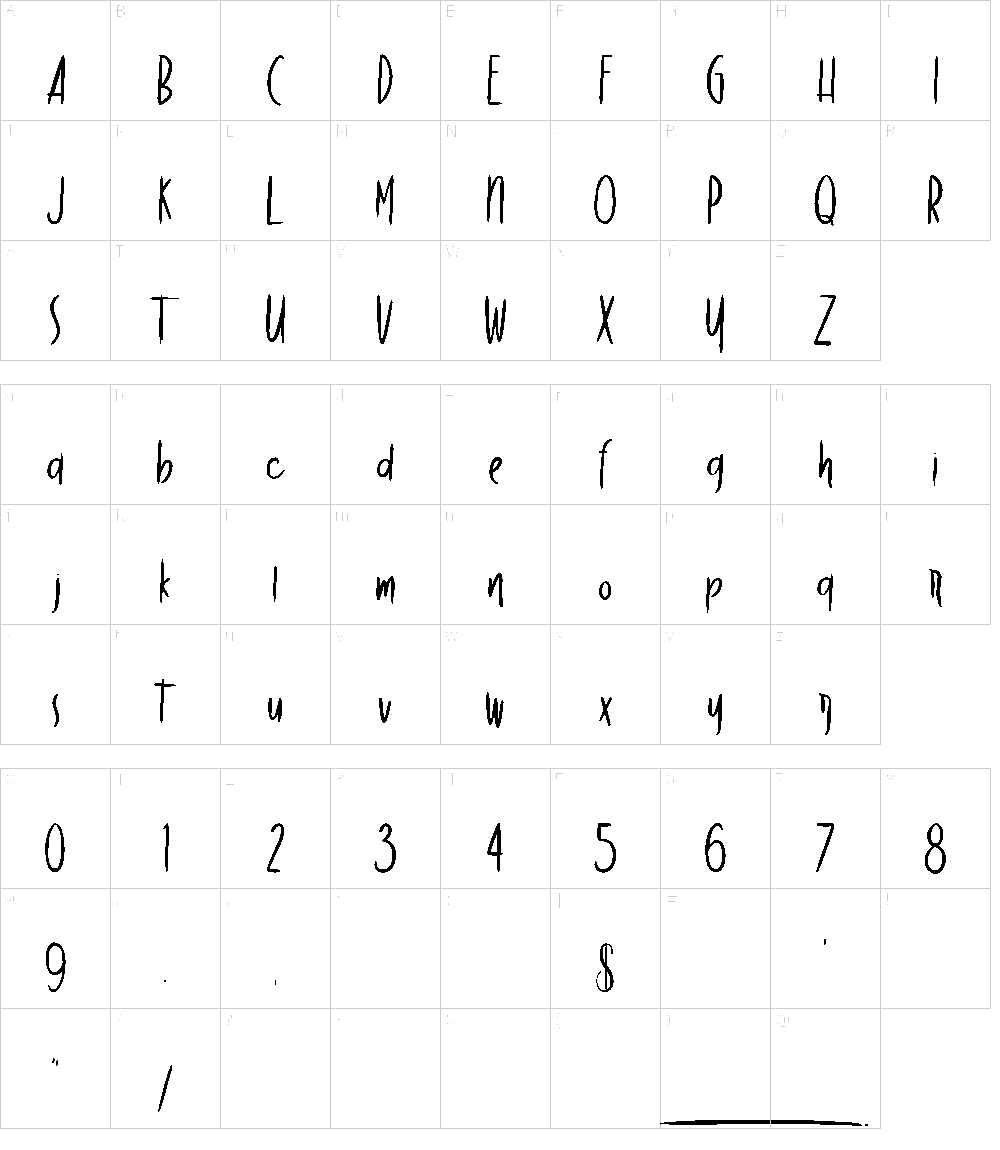 A B C D E F G H I
J K L M N O P Q R
S T U V W X Y Z
a b c d e f g h i
j k l m n o p q r
s T u v w x y z
0 1 2 3 4 5 6 7 8
9 . , $ '
" /